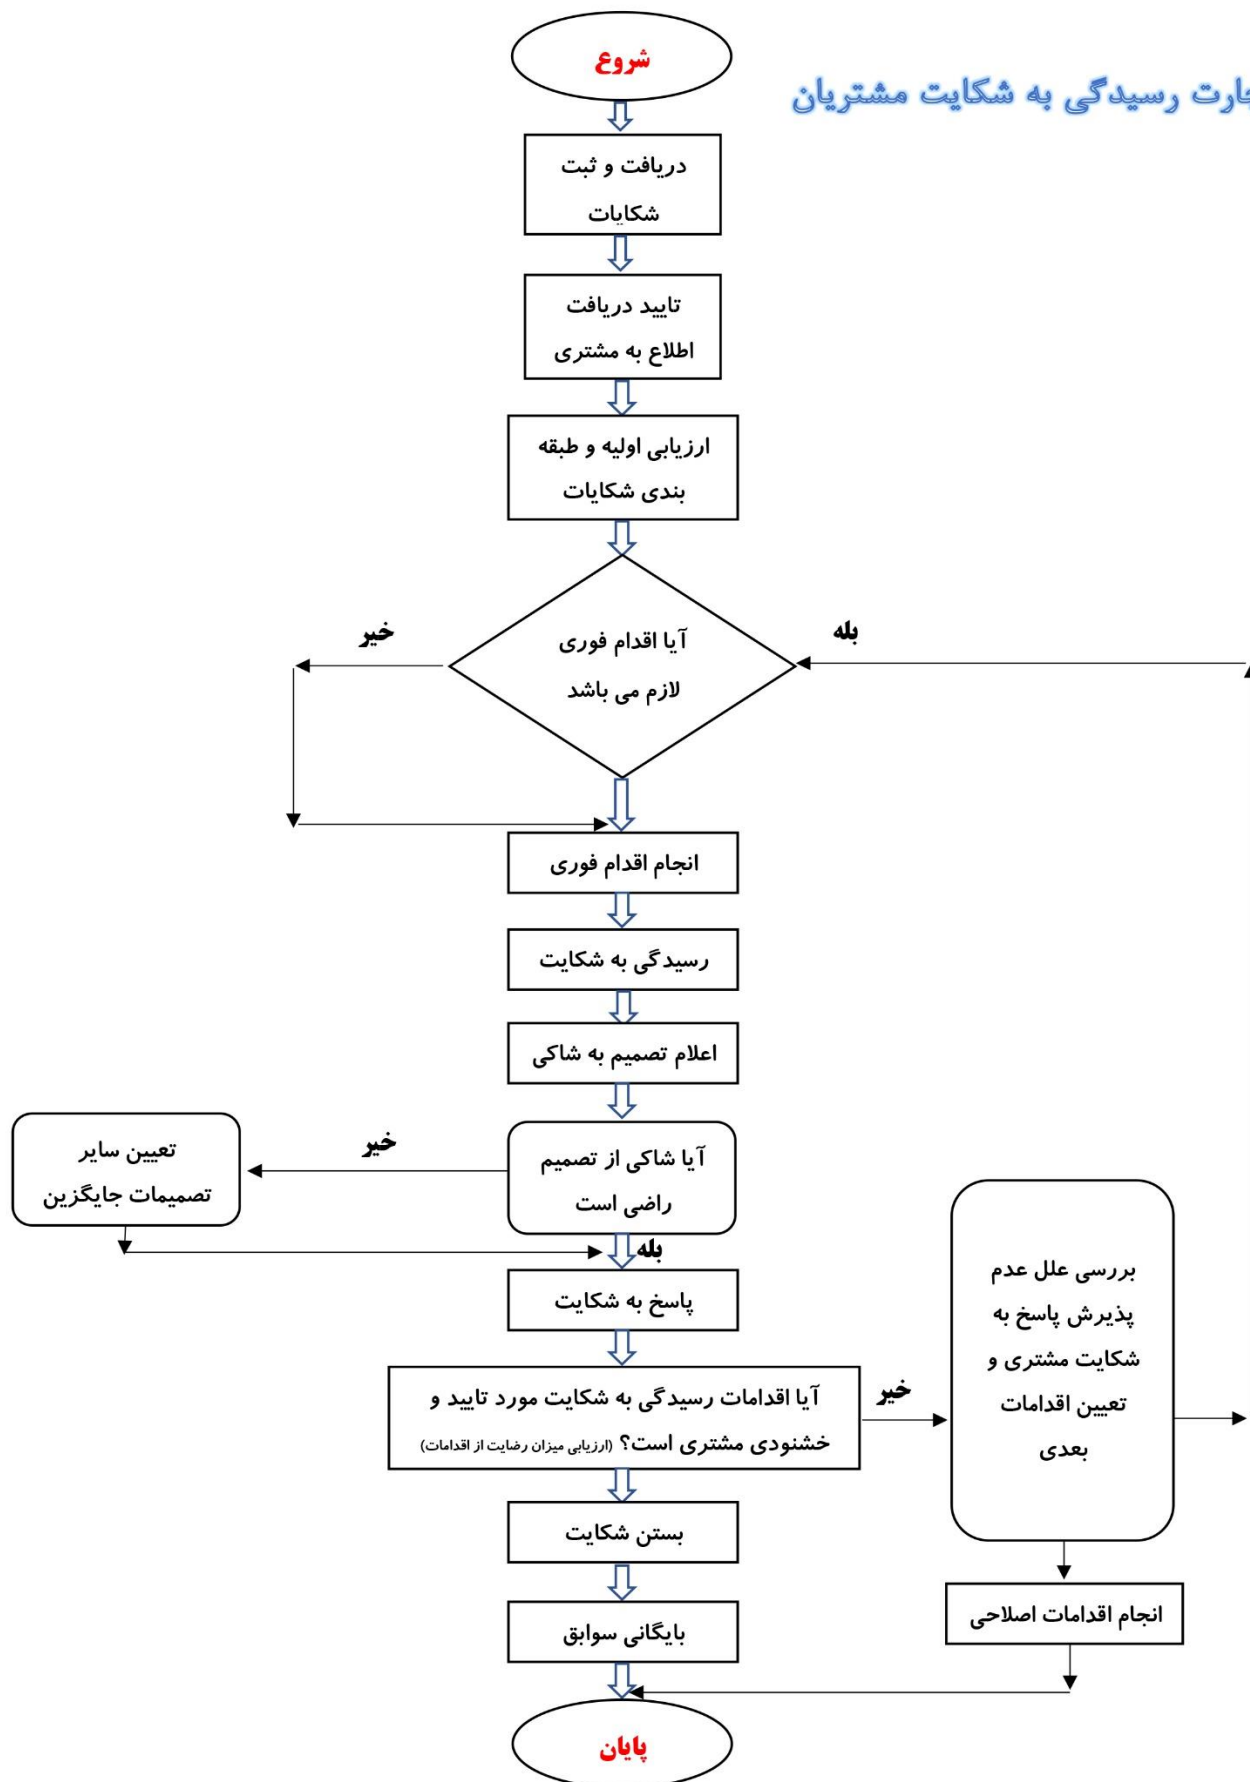 شروع
چارت رسیدگی به شکایت مشتریان
دریافت و ثبت
شکایات
تایید دریافت
اطلاع به مشتری
ارزیابی اولیه و طبقه
بندی شکایات
آیا اقدام فوری
لازم می باشد
بله
خیر
انجام اقدام فوری
رسیدگی به شکایت
اعلام تصمیم به شاکی
آیا شاکی از تصمیم
راضی است
خیر
تعیین سایر
تصمیمات جایگزین
بله
پاسخ به شکایت
آیا اقدامات رسیدگی به شکایت مورد تایید و
خشنودی مشتری است؟ (ارزیابی میزان رضایت از اقدامات)
خیر
بررسی علل عدم
پذیرش پاسخ به
شکایت مشتری و
تعیین اقدامات
بعدی
بستن شکایت
انجام اقدامات اصلاحی
بایگانی سوابق
پایان